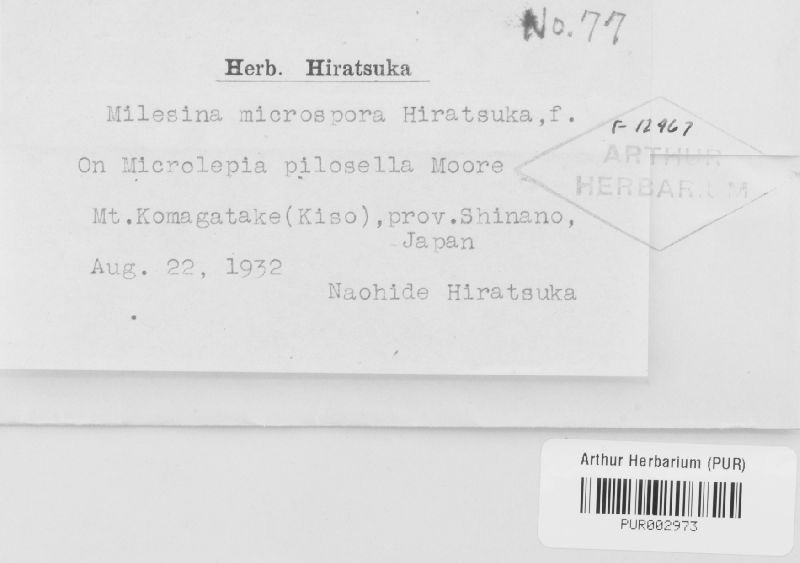 No. 77
Herb. Hiratsuka
Milesina microspora Hiratsuka,f.
F-12967
On Microlepia pilosella Moore
ARTHUR
HERBARIUM
Mt.Komagatake(Kiso),prov.Shinano,
Japan
Aug. 22, 1932
Naohide Hiratsuka
Arthur Herbarium (PUR)
PUR002973